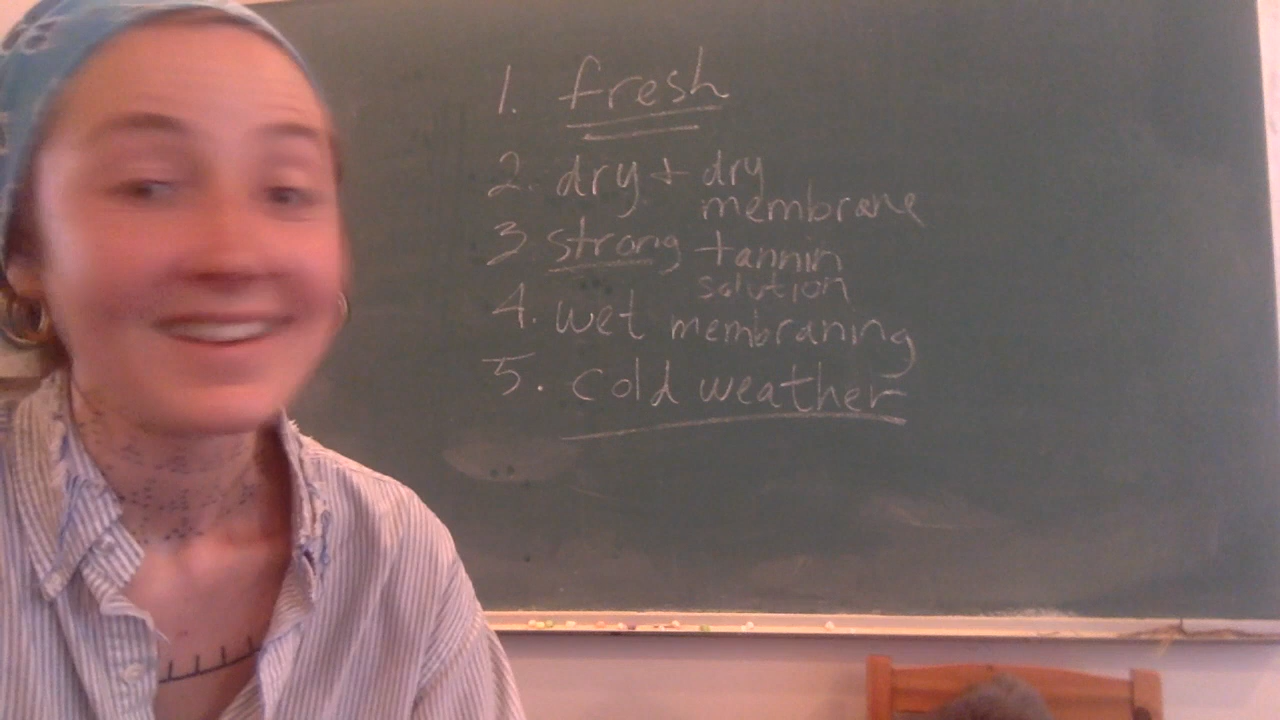 1. fresh
2. dry + dry
membrane
3 strong tannin
solution
4. wet membraning
5. cold weather